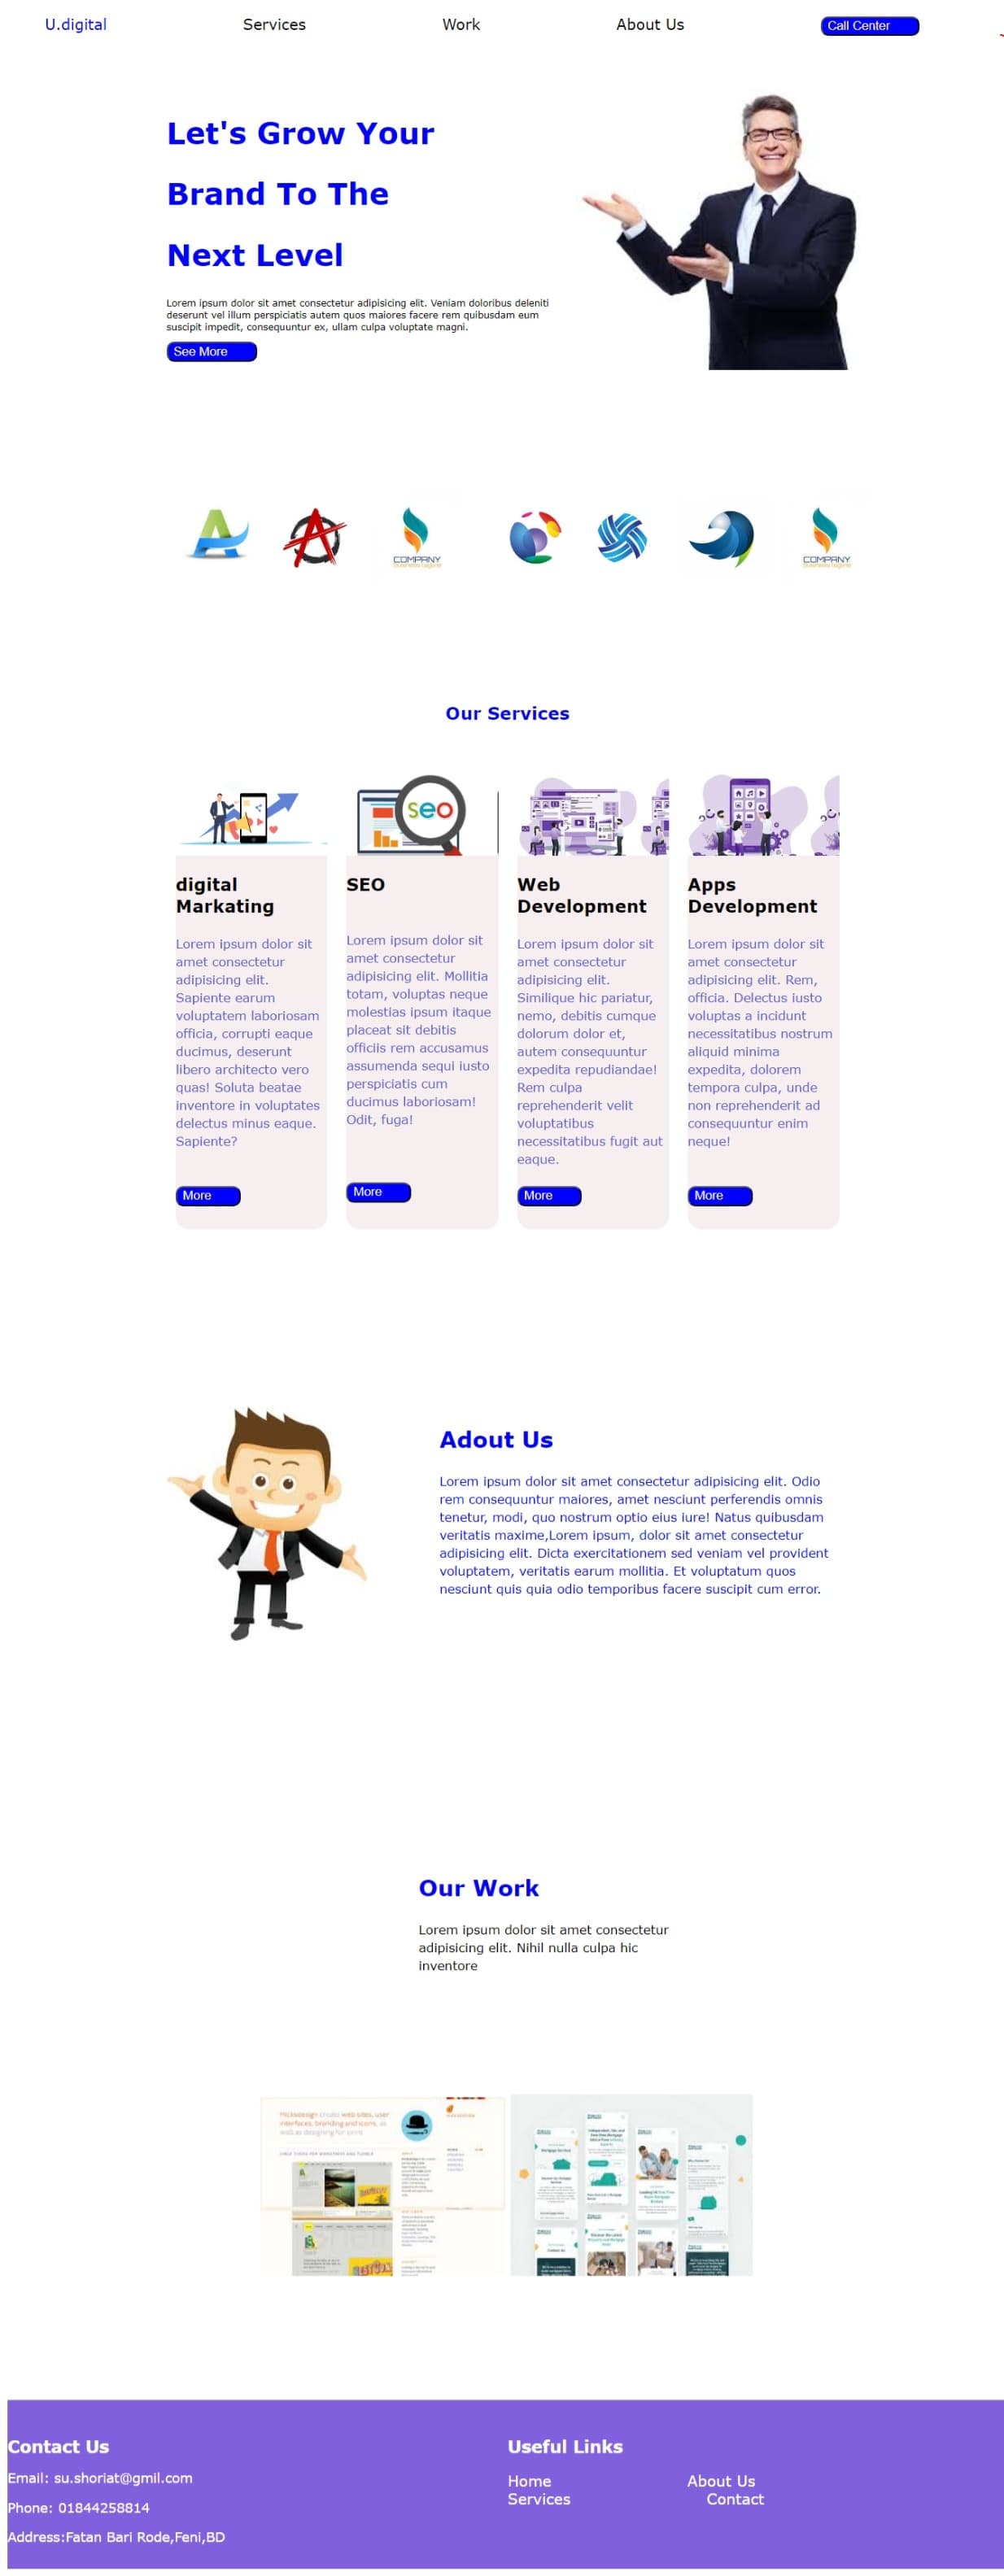 U.digital Services Work About Us Call Center
Let's Grow Your
Brand To The
Next Level
Lorem ipsum dolor sit amet consectetur adipisicing elit. Veniam doloribus deleniti
deserunt vel illum perspiciatis autem quos maiores facere rem quibusdam eum
suscipit impedit, consequuntur ex, ullam culpa voluptate magni.
See More
COMPANY
COMPANY
Our Services
seo
digital
Markating
Lorem ipsum dolor sit
amet consectetur
adipisicing elit.
Sapiente earum
voluptatem laboriosam
officia, corrupti eaque
ducimus, deserunt
libero architecto vero
quas! Soluta beatae
inventore in voluptates
delectus minus eaque.
Sapiente?
More
SEO
Lorem ipsum dolor sit
amet consectetur
adipisicing elit. Mollitia
totam, voluptas neque
molestias ipsum itaque
placeat sit debitis
officiis rem accusamus
assumenda sequi iusto
perspiciatis cum
ducimus laboriosam!
Odit, fuga!
More
Web
Development
Lorem ipsum dolor sit
amet consectetur
adipisicing elit.
Similique hic pariatur,
nemo, debitis cumque
dolorum dolor et,
autem consequuntur
expedita repudiandae!
Rem culpa
reprehenderit velit
voluptatibus
necessitatibus fugit aut
eaque.
More
Apps
Development
Lorem ipsum dolor sit
amet consectetur
adipisicing elit. Rem,
officia. Delectus iusto
voluptas a incidunt
necessitatibus nostrum
aliquid minima
expedita, dolorem
tempora culpa, unde
non reprehenderit ad
consequuntur enim
neque!
More
Adout Us
Lorem ipsum dolor sit amet consectetur adipisicing elit. Odio
rem consequuntur maiores, amet nesciunt perferendis omnis
tenetur, modi, quo nostrum optio eius iure! Natus quibusdam
veritatis maxime,Lorem ipsum, dolor sit amet consectetur
adipisicing elit. Dicta exercitationem sed veniam vel provident
voluptatem, veritatis earum mollitia. Et voluptatum quos
nesciunt quis quia odio temporibus facere suscipit cum error.
Our Work
Lorem ipsum dolor sit amet consectetur
adipisicing elit. Nihil nulla culpa hic
inventore
Contact Us
Email: su.shoriat@gmil.com
Phone: 01844258814
Address:Fatan Bari Rode,Feni,BD
Useful Links
Home About Us
Services Contact